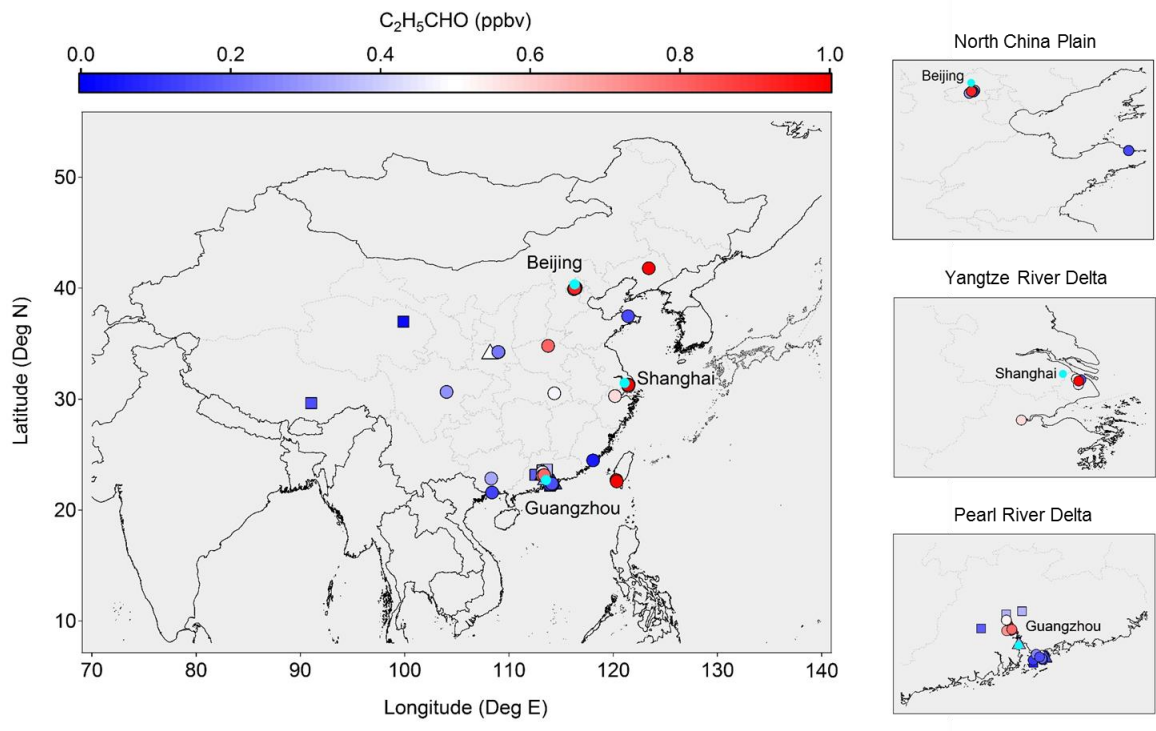 C₂H₅CHO (ppbv)
0.0 0.2 0.4 0.6 0.8 1.0
North China Plain
Beijing
50
40
30
20
10
Latitude (Deg N)
Beijing
Shanghai
Guangzhou
70 80 90 100 110 120 130 140
Longitude (Deg E)
Yangtze River Delta
Shanghai
Pearl River Delta
Guangzhou